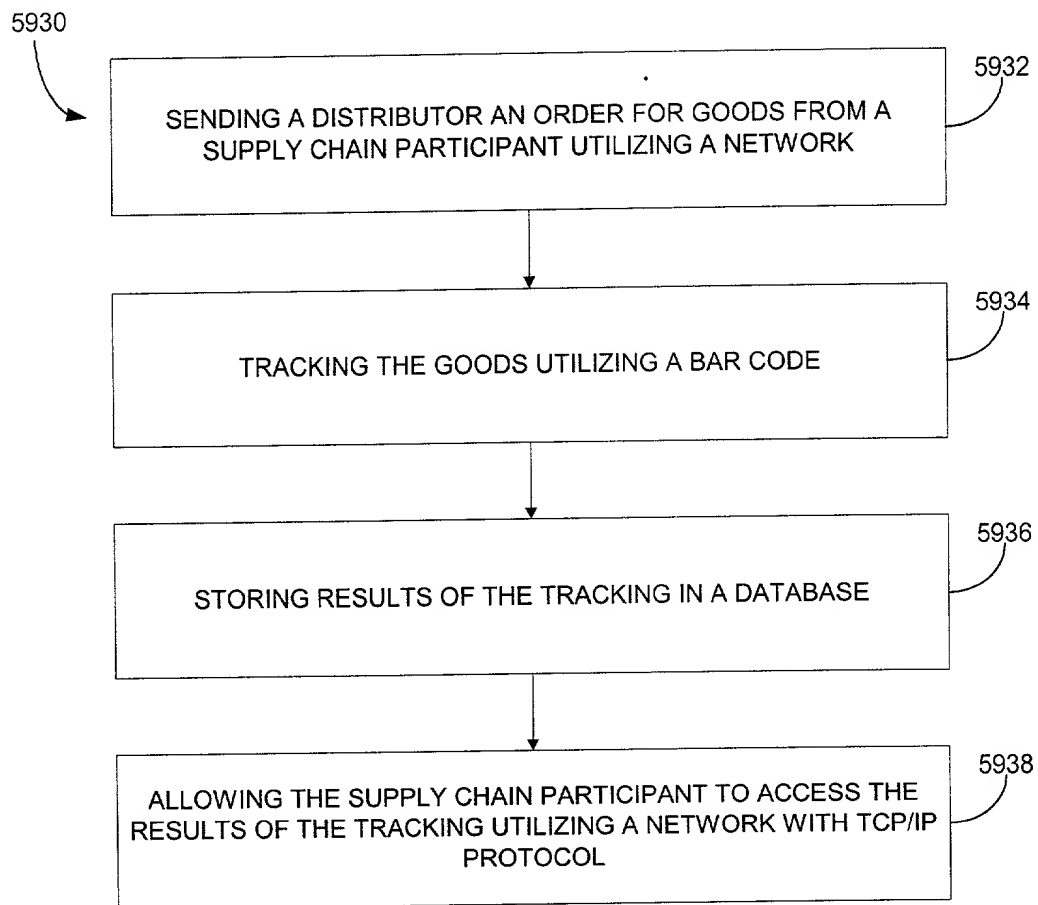 5930
5932
SENDING A DISTRIBUTOR AN ORDER FOR GOODS FROM A
SUPPLY CHAIN PARTICIPANT UTILIZING A NETWORK
5934
TRACKING THE GOODS UTILIZING A BAR CODE
5936
STORING RESULTS OF THE TRACKING IN A DATABASE
5938
ALLOWING THE SUPPLY CHAIN PARTICIPANT TO ACCESS THE
RESULTS OF THE TRACKING UTILIZING A NETWORK WITH TCP/IP
PROTOCOL